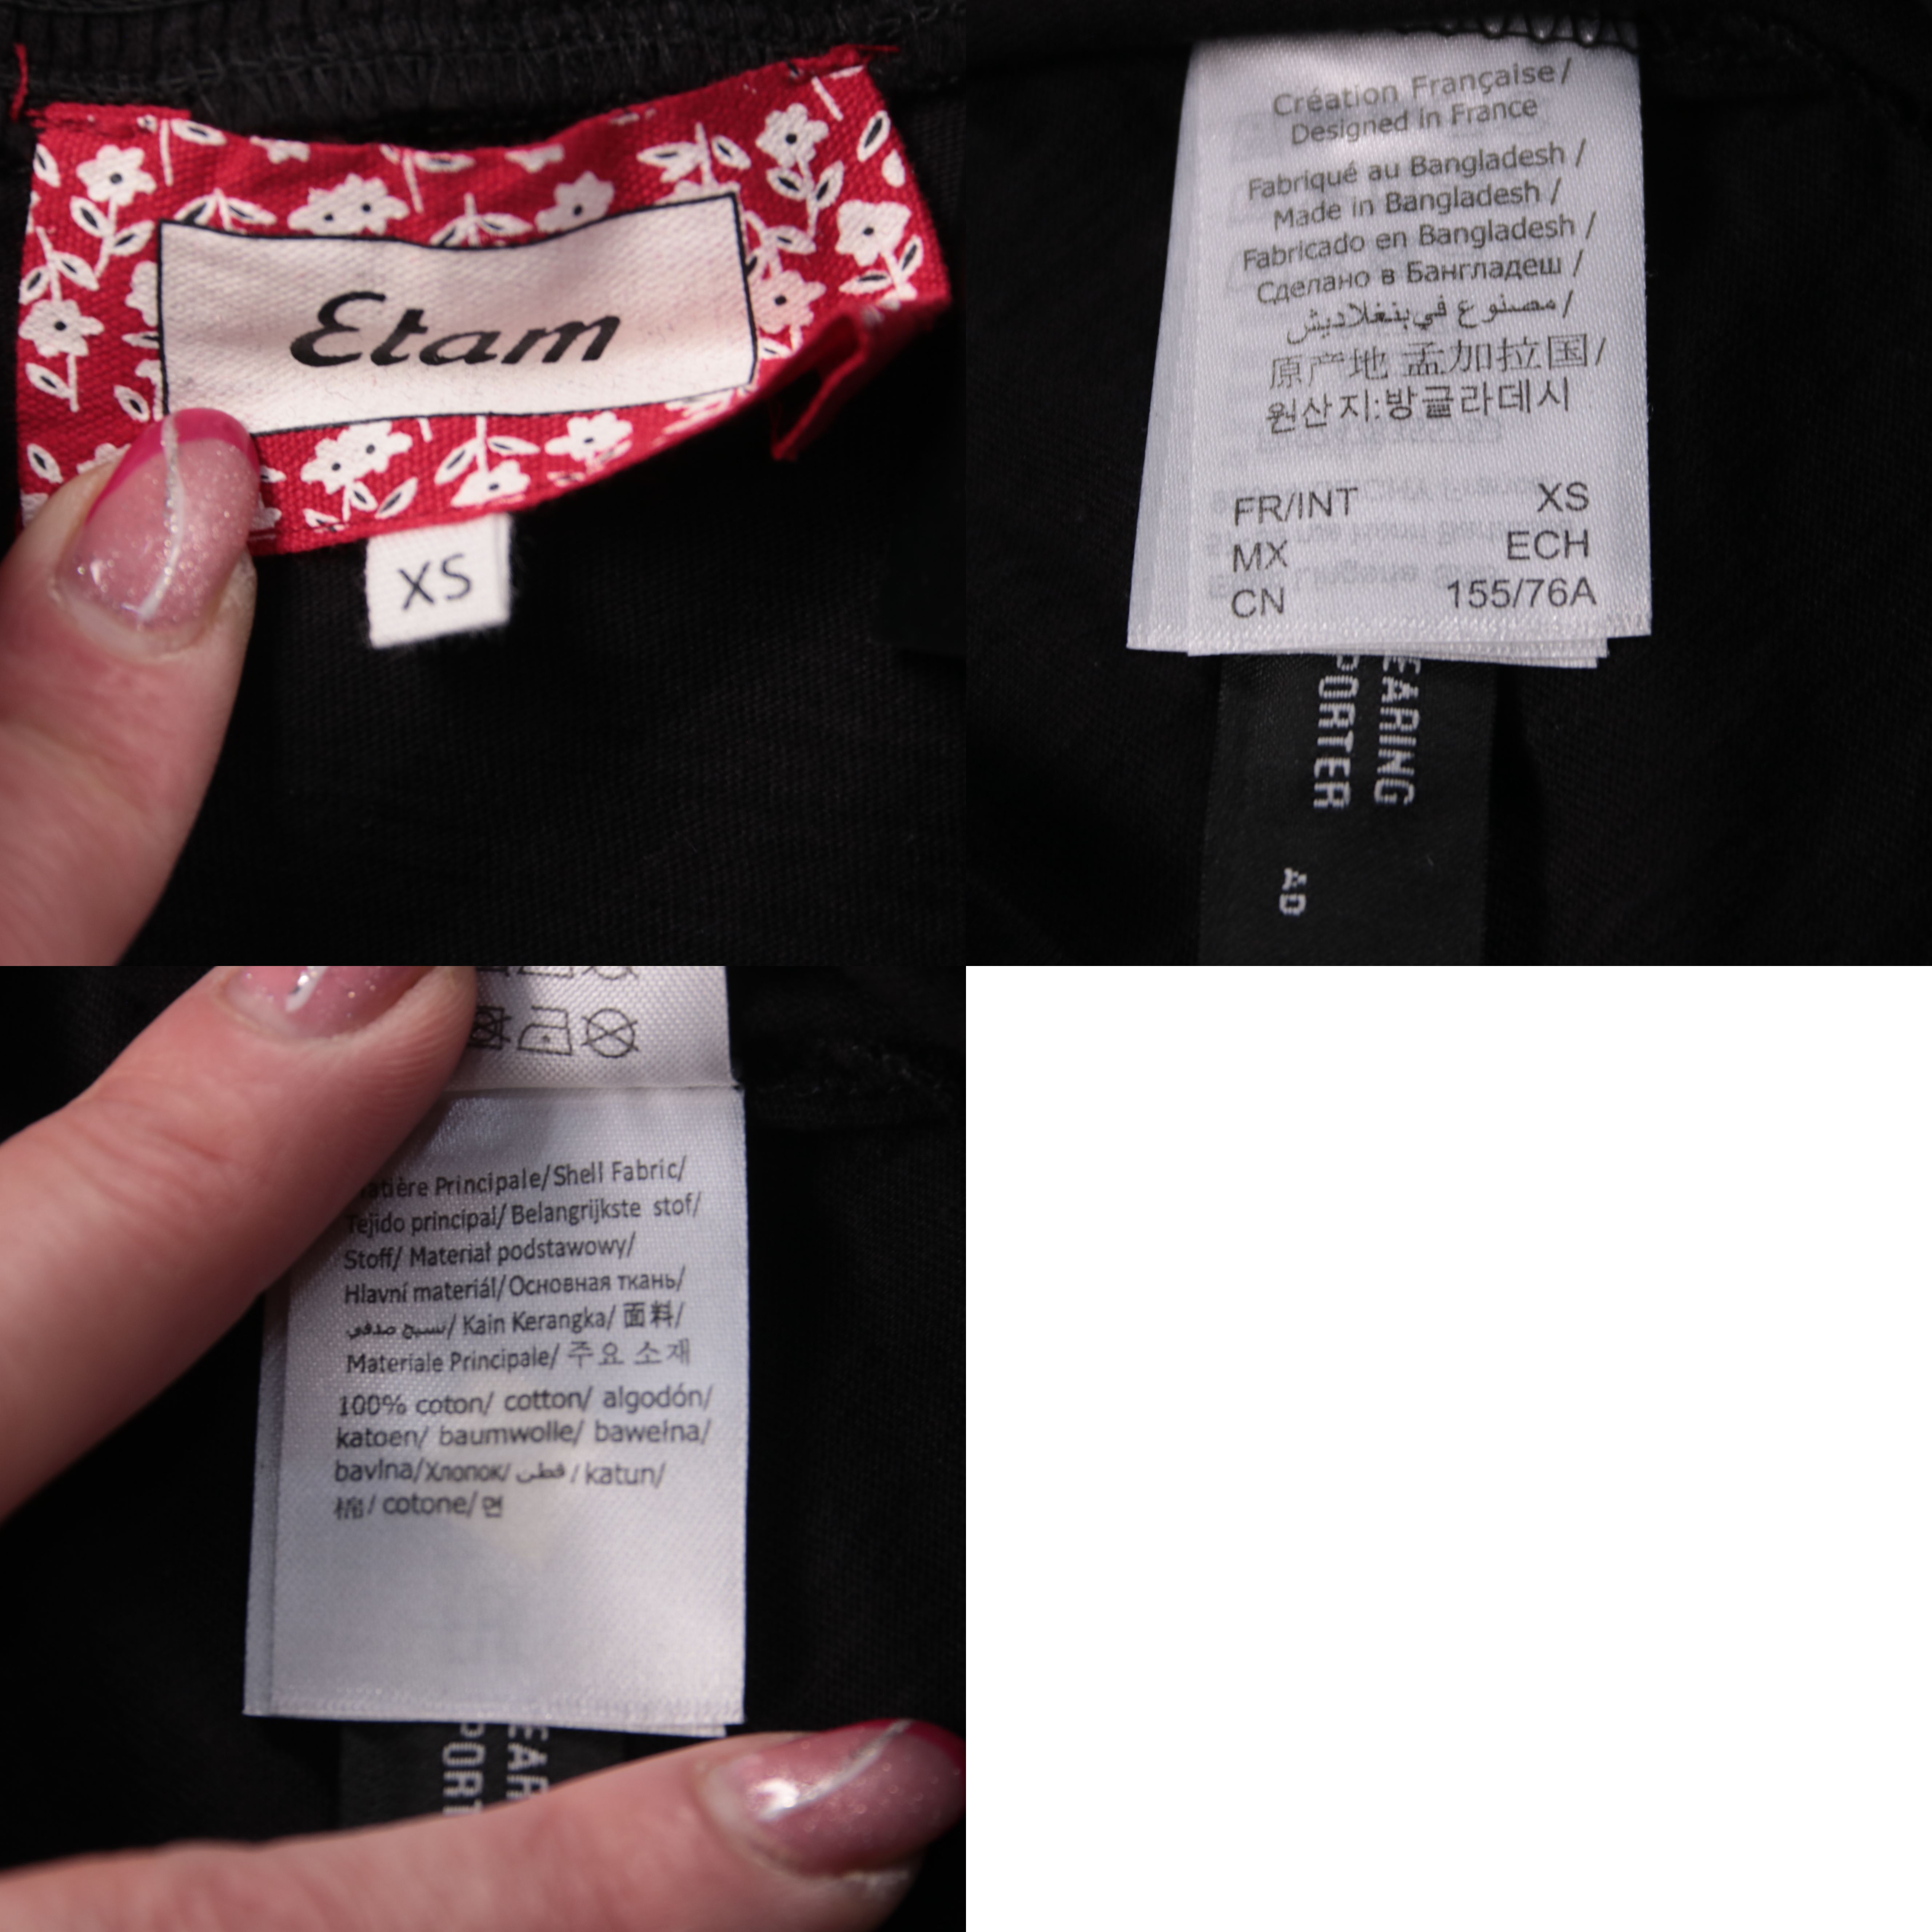 Etam
XS
Création Française/
Designed in France
Fabriqué au Bangladesh /
Made in Bangladesh /
Fabricado en Bangladesh /
Сделано в Бангладеш /
مصنوع في بنغلاديش/
原产地 孟加拉国/
원산지:방글라데시
FR/INT XS
MX ECH
CN 155/76A
EARING
PORTER
AD
Principale/Shell Fabric/
Tejido principal/ Belangrijkste stof/
Stoff/ Materiał podstawowy/
Hlavní materiál/Основная ткань/
نسيج صدفي/ Kain Kerangka/ 面料/
Materiale Principale/ 주요 소재
100% coton/ cotton/ algodón/
katoen/ baumwolle/ bawełna/
bavlna/Хлопок/ قطن / katun/
棉/ cotone/ 면
EAR
PORT